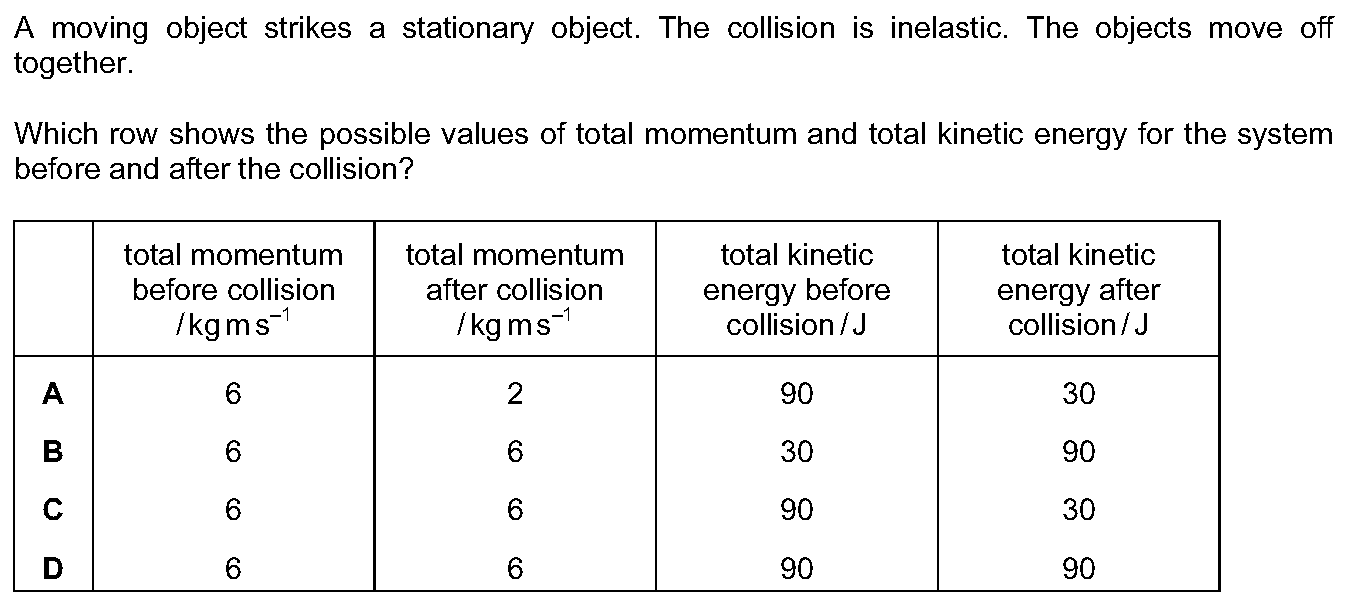 A moving object strikes a stationary object. The collision is inelastic. The objects move off
together.
Which row shows the possible values of total momentum and total kinetic energy for the system
before and after the collision?
total momentum before collision /kg m s⁻¹ total momentum after collision /kg m s⁻¹ total kinetic energy before collision/J total kinetic energy after collision/J
A 6 2 90 30
B 6 6 30 90
C 6 6 90 30
D 6 6 90 90